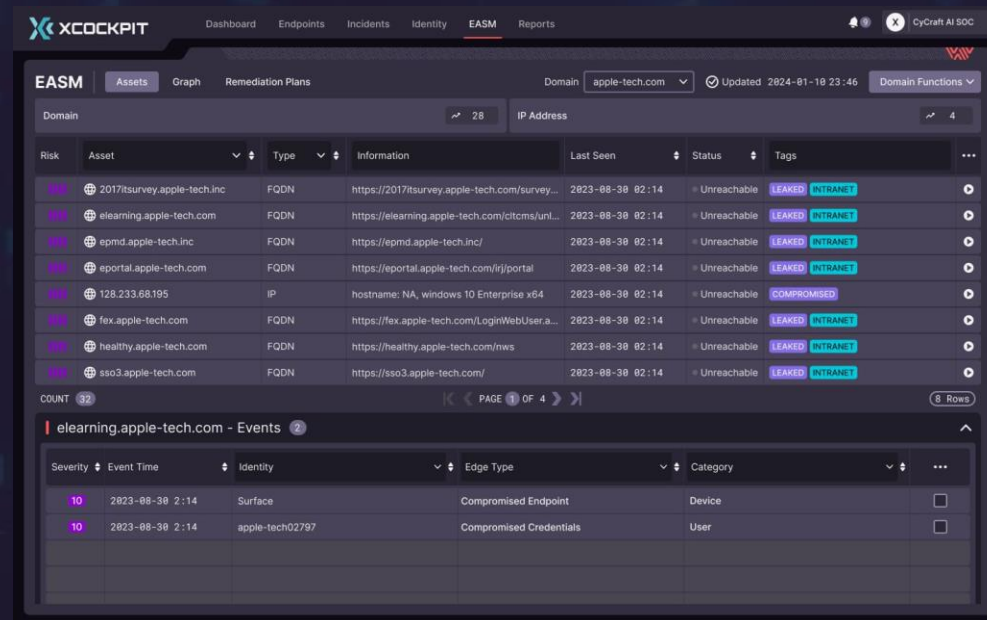 XCOCKPIT
Dashboard Endpoints Incidents Identity EASM Reports
9 X CyCraft AI SOC
EASM Assets Graph Remediation Plans Domain apple-tech.com Updated 2024-01-10 23:46 Domain Functions
Domain 28 IP Address 4
Risk Asset Type Information Last Seen Status Tags
2017itsurvey.apple-tech.inc FQDN https://2017itsurvey.apple-tech.com/survey... 2023-08-30 02:14 Unreachable LEAKED INTRANET
elearning.apple-tech.com FQDN https://elearning.apple-tech.com/cltcms/unl... 2023-08-30 02:14 Unreachable LEAKED INTRANET
epmd.apple-tech.inc FQDN https://epmd.apple-tech.inc/ 2023-08-30 02:14 Unreachable LEAKED INTRANET
eportal.apple-tech.com FQDN https://eportal.apple-tech.com/irj/portal 2023-08-30 02:14 Unreachable LEAKED INTRANET
128.233.68.195 IP hostname: NA, windows 10 Enterprise x64 2023-08-30 02:14 Unreachable COMPROMISED
fex.apple-tech.com FQDN https://fex.apple-tech.com/LoginWebUser.a... 2023-08-30 02:14 Unreachable LEAKED INTRANET
healthy.apple-tech.com FQDN https://healthy.apple-tech.com/nws 2023-08-30 02:14 Unreachable LEAKED INTRANET
sso3.apple-tech.com FQDN https://sso3.apple-tech.com/ 2023-08-30 02:14 Unreachable LEAKED INTRANET
COUNT 32 PAGE 1 OF 4 8 Rows
elearning.apple-tech.com - Events 2
Severity Event Time Identity Edge Type Category
10 2023-08-30 2:14 Surface Compromised Endpoint Device
10 2023-08-30 2:14 apple-tech02797 Compromised Credentials User